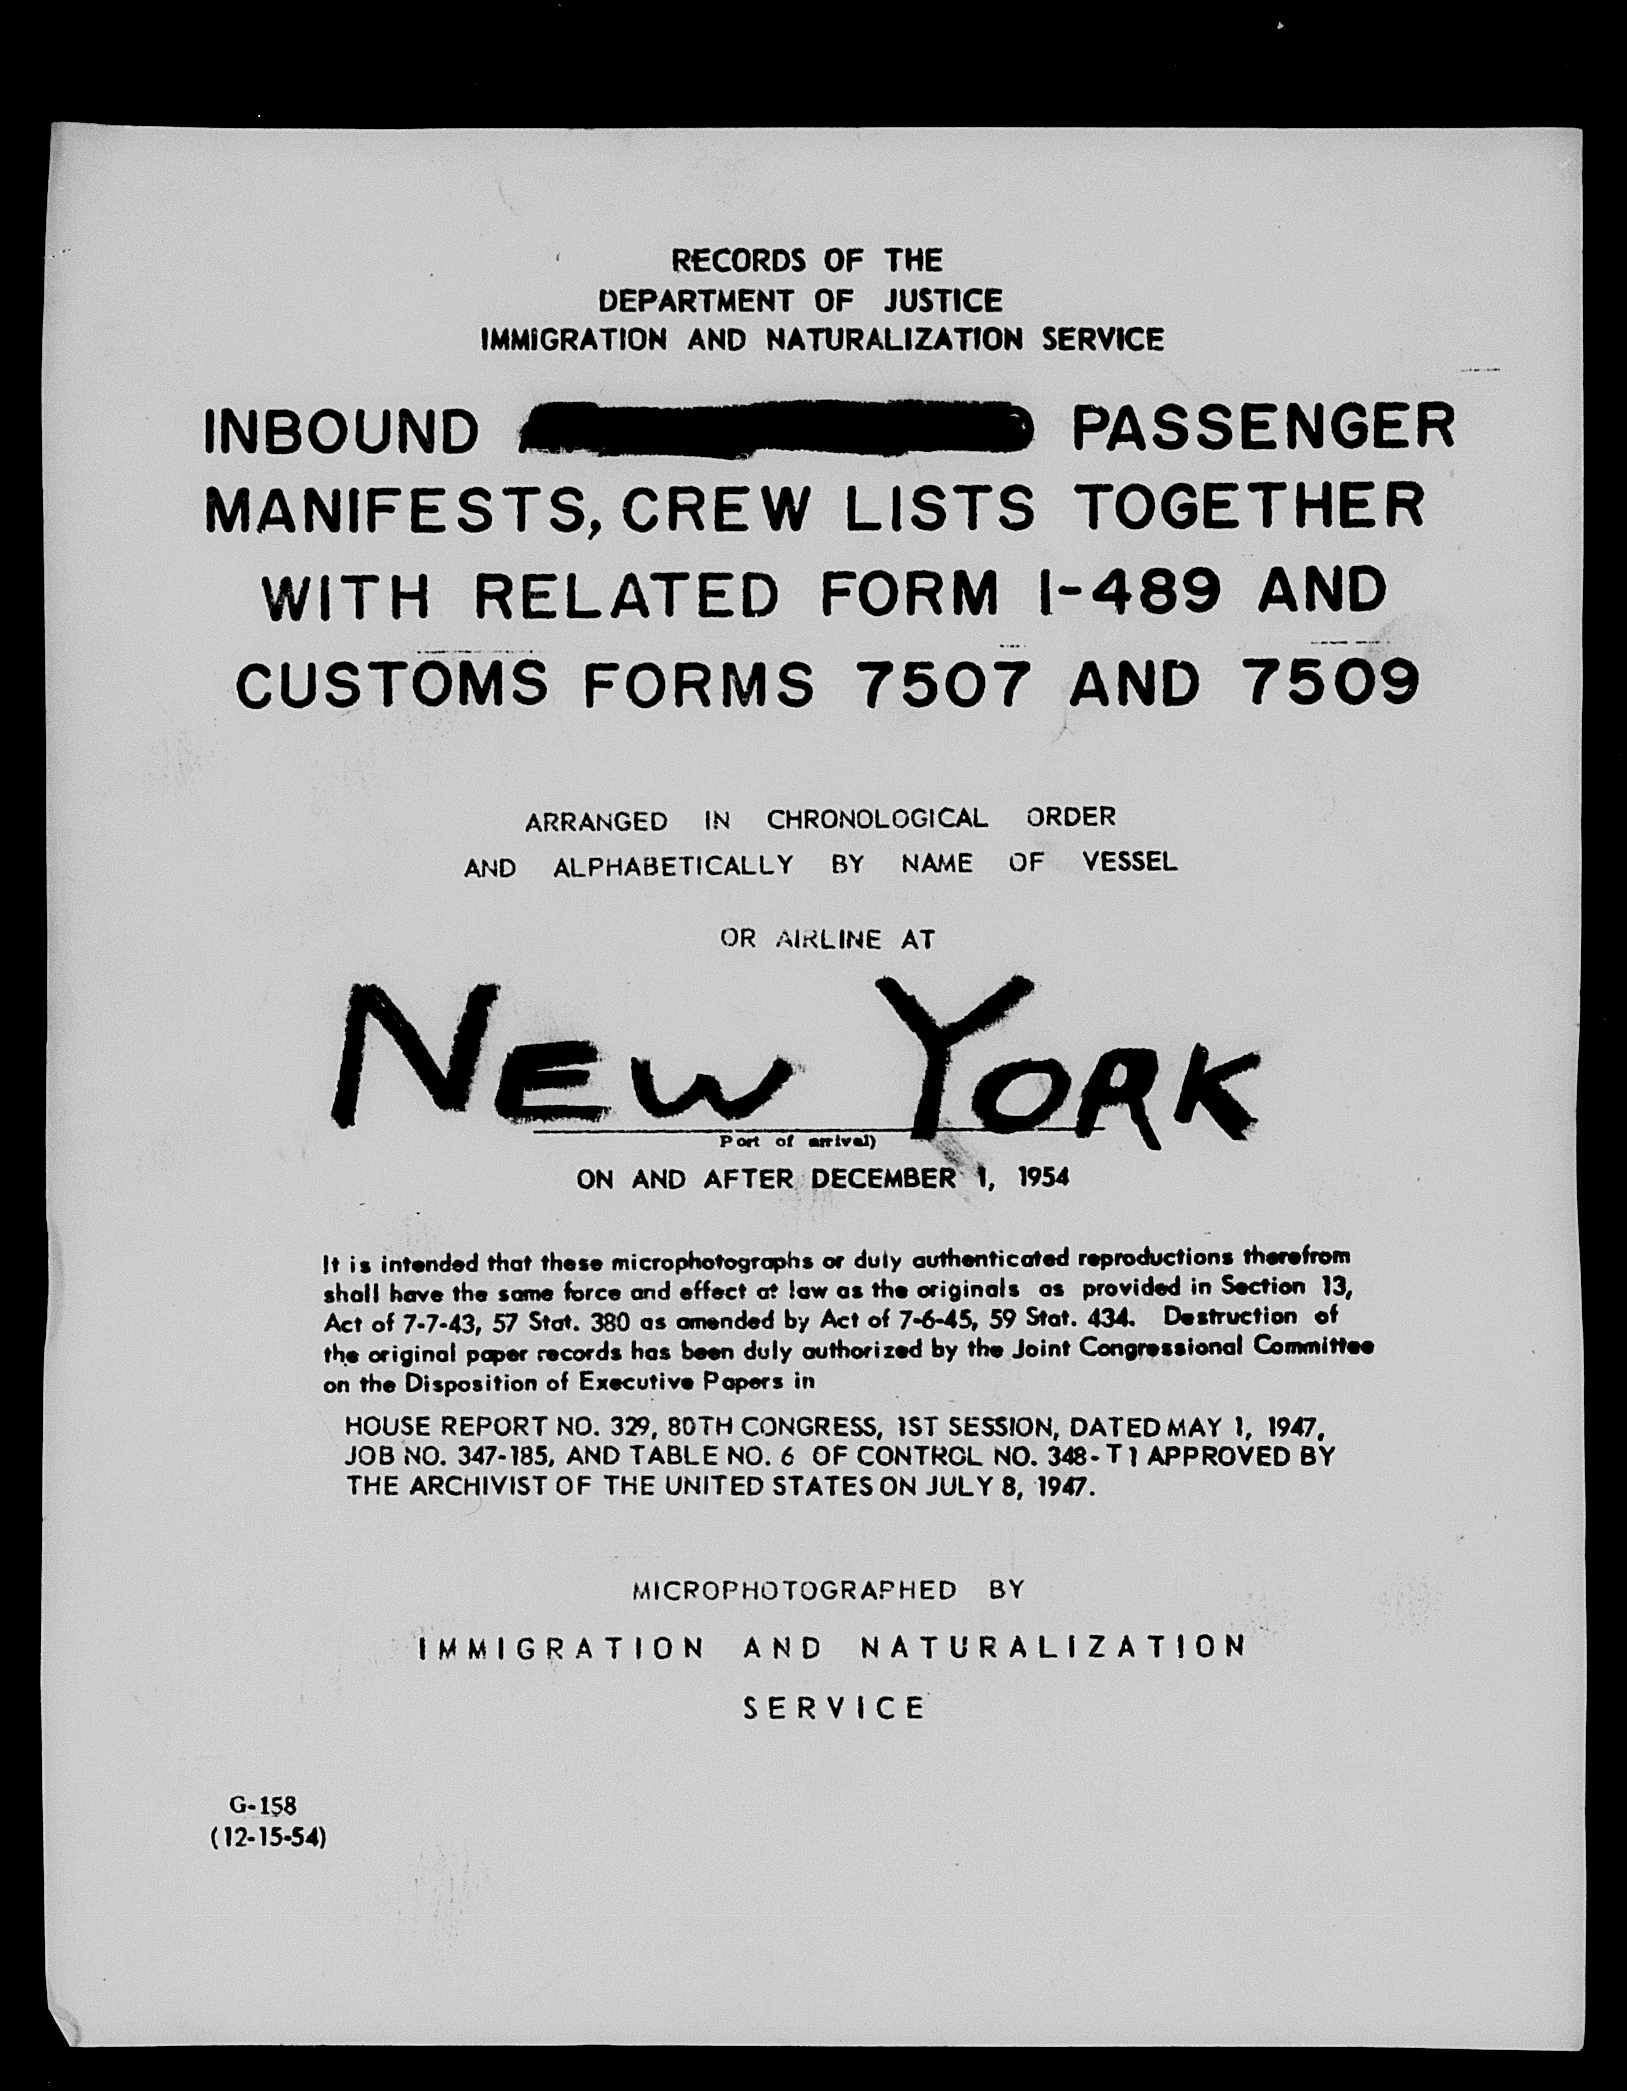 RECORDS OF THE
DEPARTMENT OF JUSTICE
IMMIGRATION AND NATURALIZATION SERVICE
INBOUND PASSENGER
MANIFESTS, CREW LISTS TOGETHER
WITH RELATED FORM I-489 AND
CUSTOMS FORMS 7507 AND 7509
ARRANGED IN CHRONOLOGICAL ORDER
AND ALPHABETICALLY BY NAME OF VESSEL
OR AIRLINE AT
NEW YORK
Port of arrival)
ON AND AFTER DECEMBER 1, 1954
It is intended that these microphotographs or duly authenticated reproductions therefrom
shall have the same force and effect at law as the originals as provided in Section 13,
Act of 7-7-43, 57 Stat. 380 as amended by Act of 7-6-45, 59 Stat. 434. Destruction of
the original paper records has been duly authorized by the Joint Congressional Committee
on the Disposition of Executive Papers in
HOUSE REPORT NO. 329, 80TH CONGRESS, 1ST SESSION, DATED MAY 1, 1947,
JOB NO. 347-185, AND TABLE NO. 6 OF CONTROL NO. 348-T1 APPROVED BY
THE ARCHIVIST OF THE UNITED STATES ON JULY 8, 1947.
MICROPHOTOGRAPHED BY
IMMIGRATION AND NATURALIZATION
SERVICE
G-158
(12-15-54)